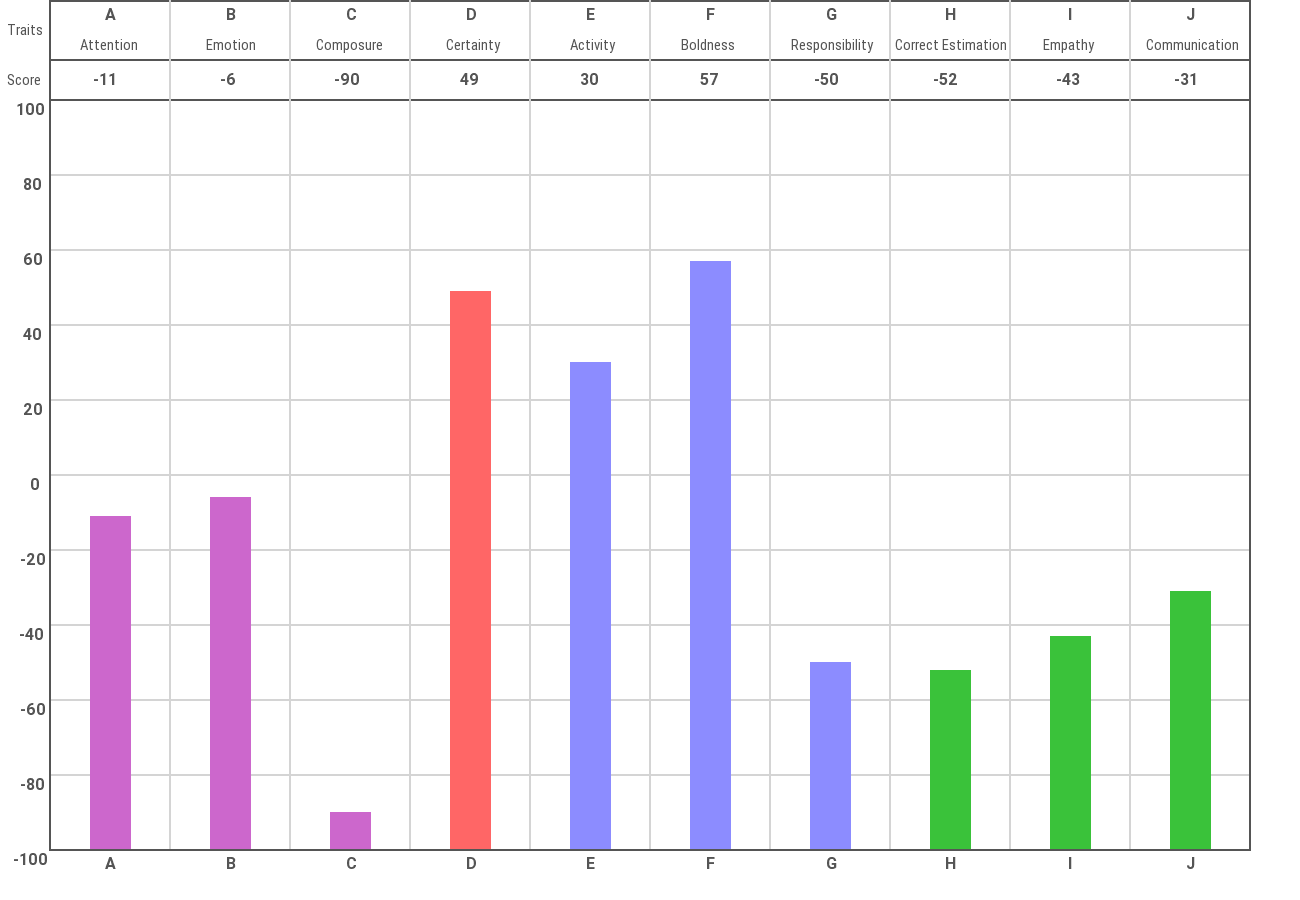 Traits
A B C D E F G H I J
Attention Emotion Composure Certainty Activity Boldness Responsibility Correct Estimation Empathy Communication
Score -11 -6 -90 49 30 57 -50 -52 -43 -31
100
80
60
40
20
0
-20
-40
-60
-80
-100
A B C D E F G H I J